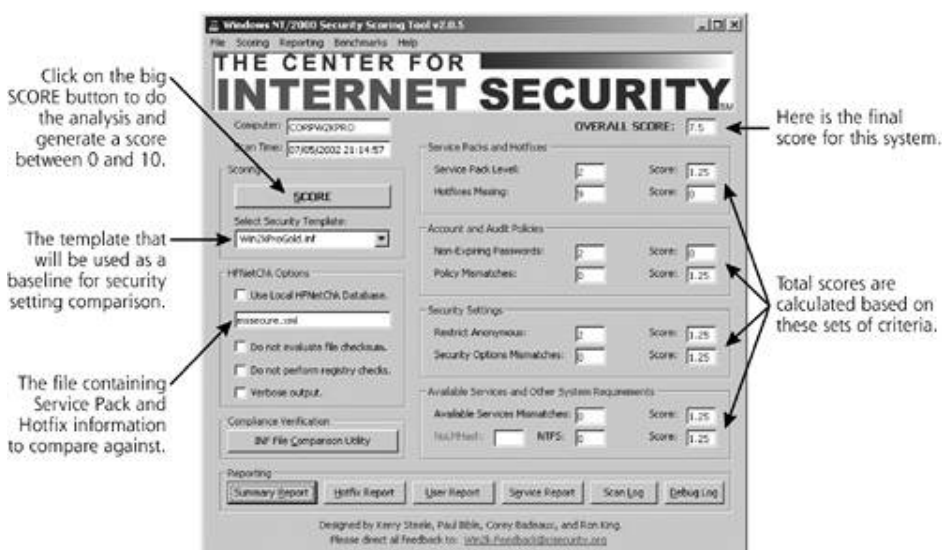 Windows NT/2000 Security Scoring Tool v2.0.5
File Scoring Reporting Benchmarks Help
THE CENTER FOR
INTERNET SECURITY
SM
Click on the big
SCORE button to do
the analysis and
generate a score
between 0 and 10.
The template that
will be used as a
baseline for security
setting comparison.
The file containing
Service Pack and
Hotfix information
to compare against.
Computer: CORPW2KPRO
Scan Time: 07/05/2002 21:14:57
Scoring
SCORE
Select Security Template:
Win2kProGold.inf
HFNetChk Options
Use Local HFNetChk Database.
mssecure.xml
Do not evaluate file checksum.
Do not perform registry checks.
Verbose output.
Compliance Verification
INF File Comparison Utility
OVERALL SCORE: 7.5
Service Packs and Hotfixes
Service Pack Level: 2 Score: 1.25
Hotfixes Missing: 9 Score: 0
Account and Audit Policies
Non-Expiring Passwords: 2 Score: 0
Policy Mismatches: 0 Score: 1.25
Security Settings
Restrict Anonymous: 2 Score: 1.25
Security Options Mismatches: 0 Score: 1.25
Available Services and Other System Requirements
Available Services Mismatches: 0 Score: 1.25
NoLMHash: NTFS: 0 Score: 1.25
Here is the final
score for this system.
Total scores are
calculated based on
these sets of criteria.
Reporting
Summary Report Hotfix Report User Report Service Report Scan Log Debug Log
Designed by Kerry Steele, Paul Bible, Corey Badeaux, and Ron King.
Please direct all feedback to: Win2k-Feedback@cisecurity.org